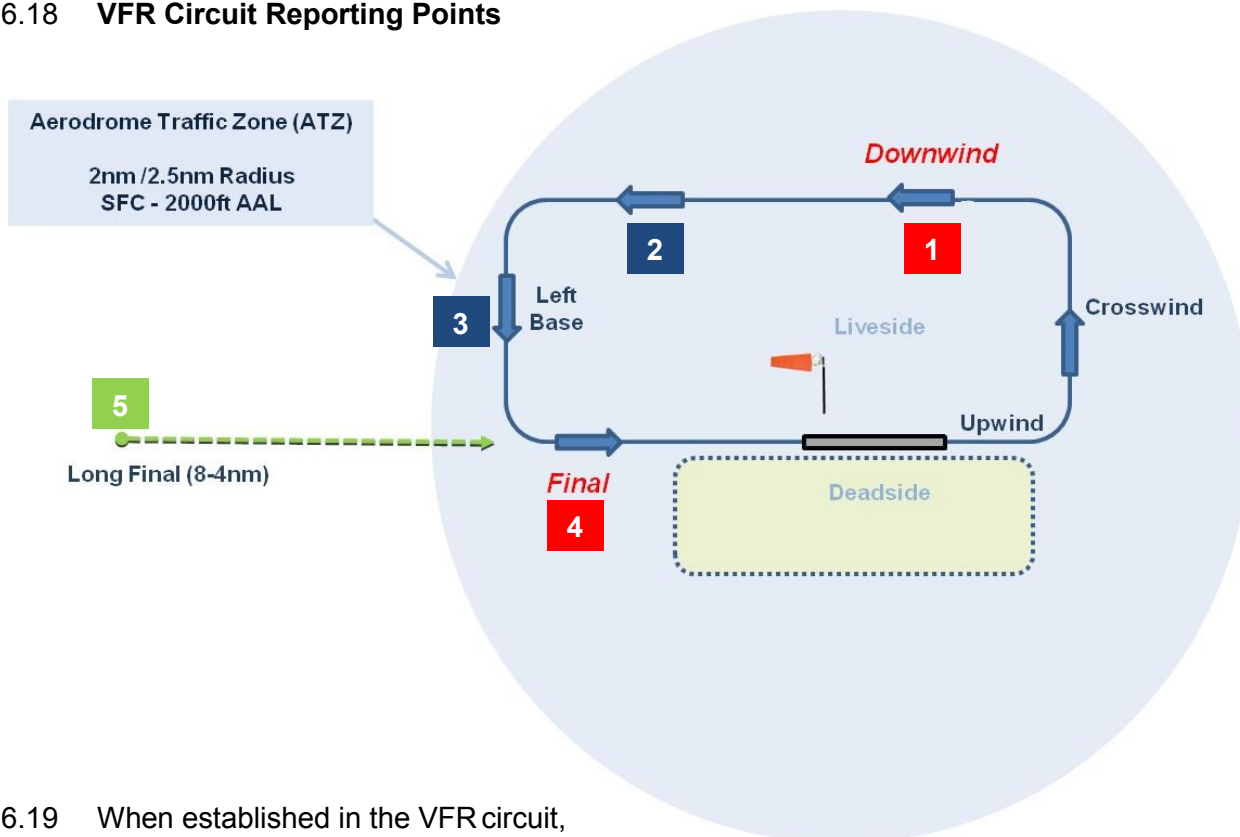 6.18 VFR Circuit Reporting Points
Aerodrome Traffic Zone (ATZ)
2nm /2.5nm Radius
SFC - 2000ft AAL
Downwind
2
1
3
Left
Base
Crosswind
Liveside
5
Upwind
Long Final (8-4nm)
Final
Deadside
4
6.19 When established in the VFR circuit,